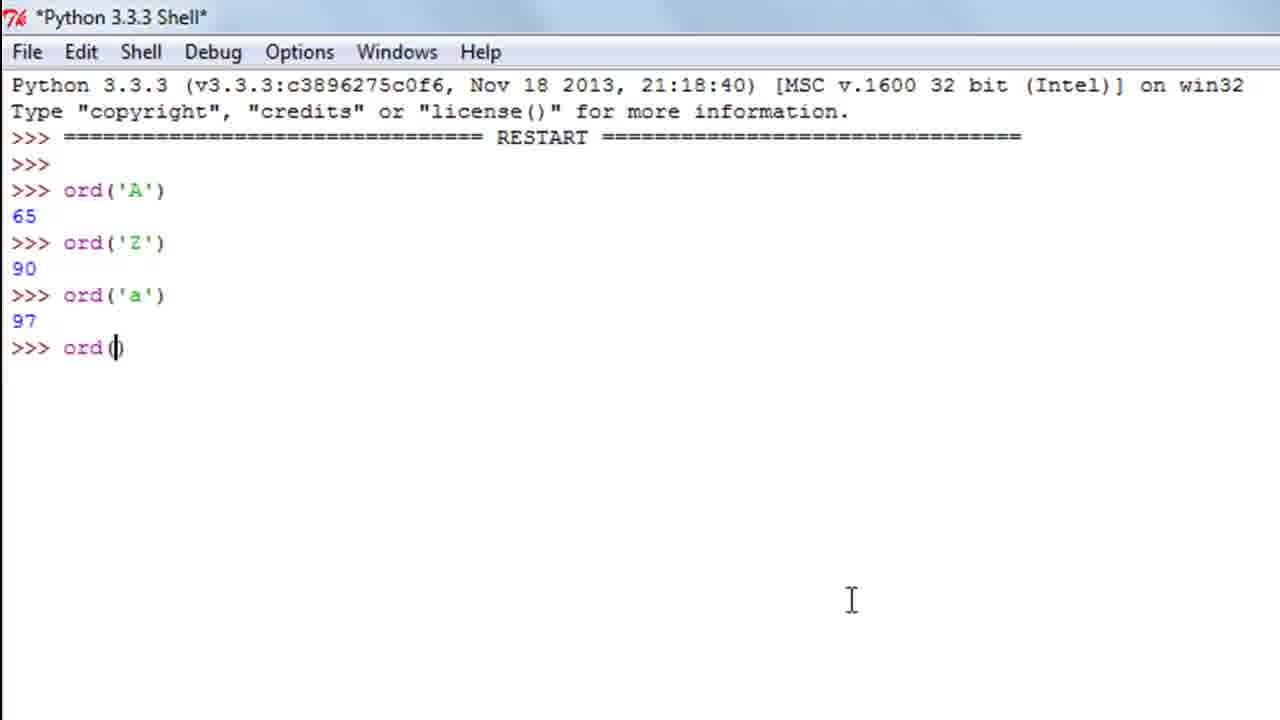 *Python 3.3.3 Shell*
File Edit Shell Debug Options Windows Help
Python 3.3.3 (v3.3.3:c3896275c0f6, Nov 18 2013, 21:18:40) [MSC v.1600 32 bit (Intel)] on win32
Type "copyright", "credits" or "license()" for more information.
>>> ================================ RESTART ================================
>>>
>>> ord('A')
65
>>> ord('Z')
90
>>> ord('a')
97
>>> ord()